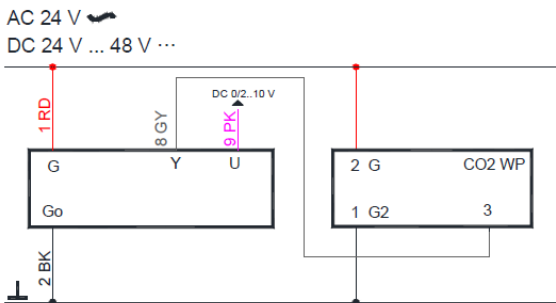 AC 24 V
DC 24 V ... 48 V ⋯
1 RD
8 GY
9 PK
DC 0/2..10 V
G
Y
U
2 G
CO2 WP
Go
1 G2
3
2 BK